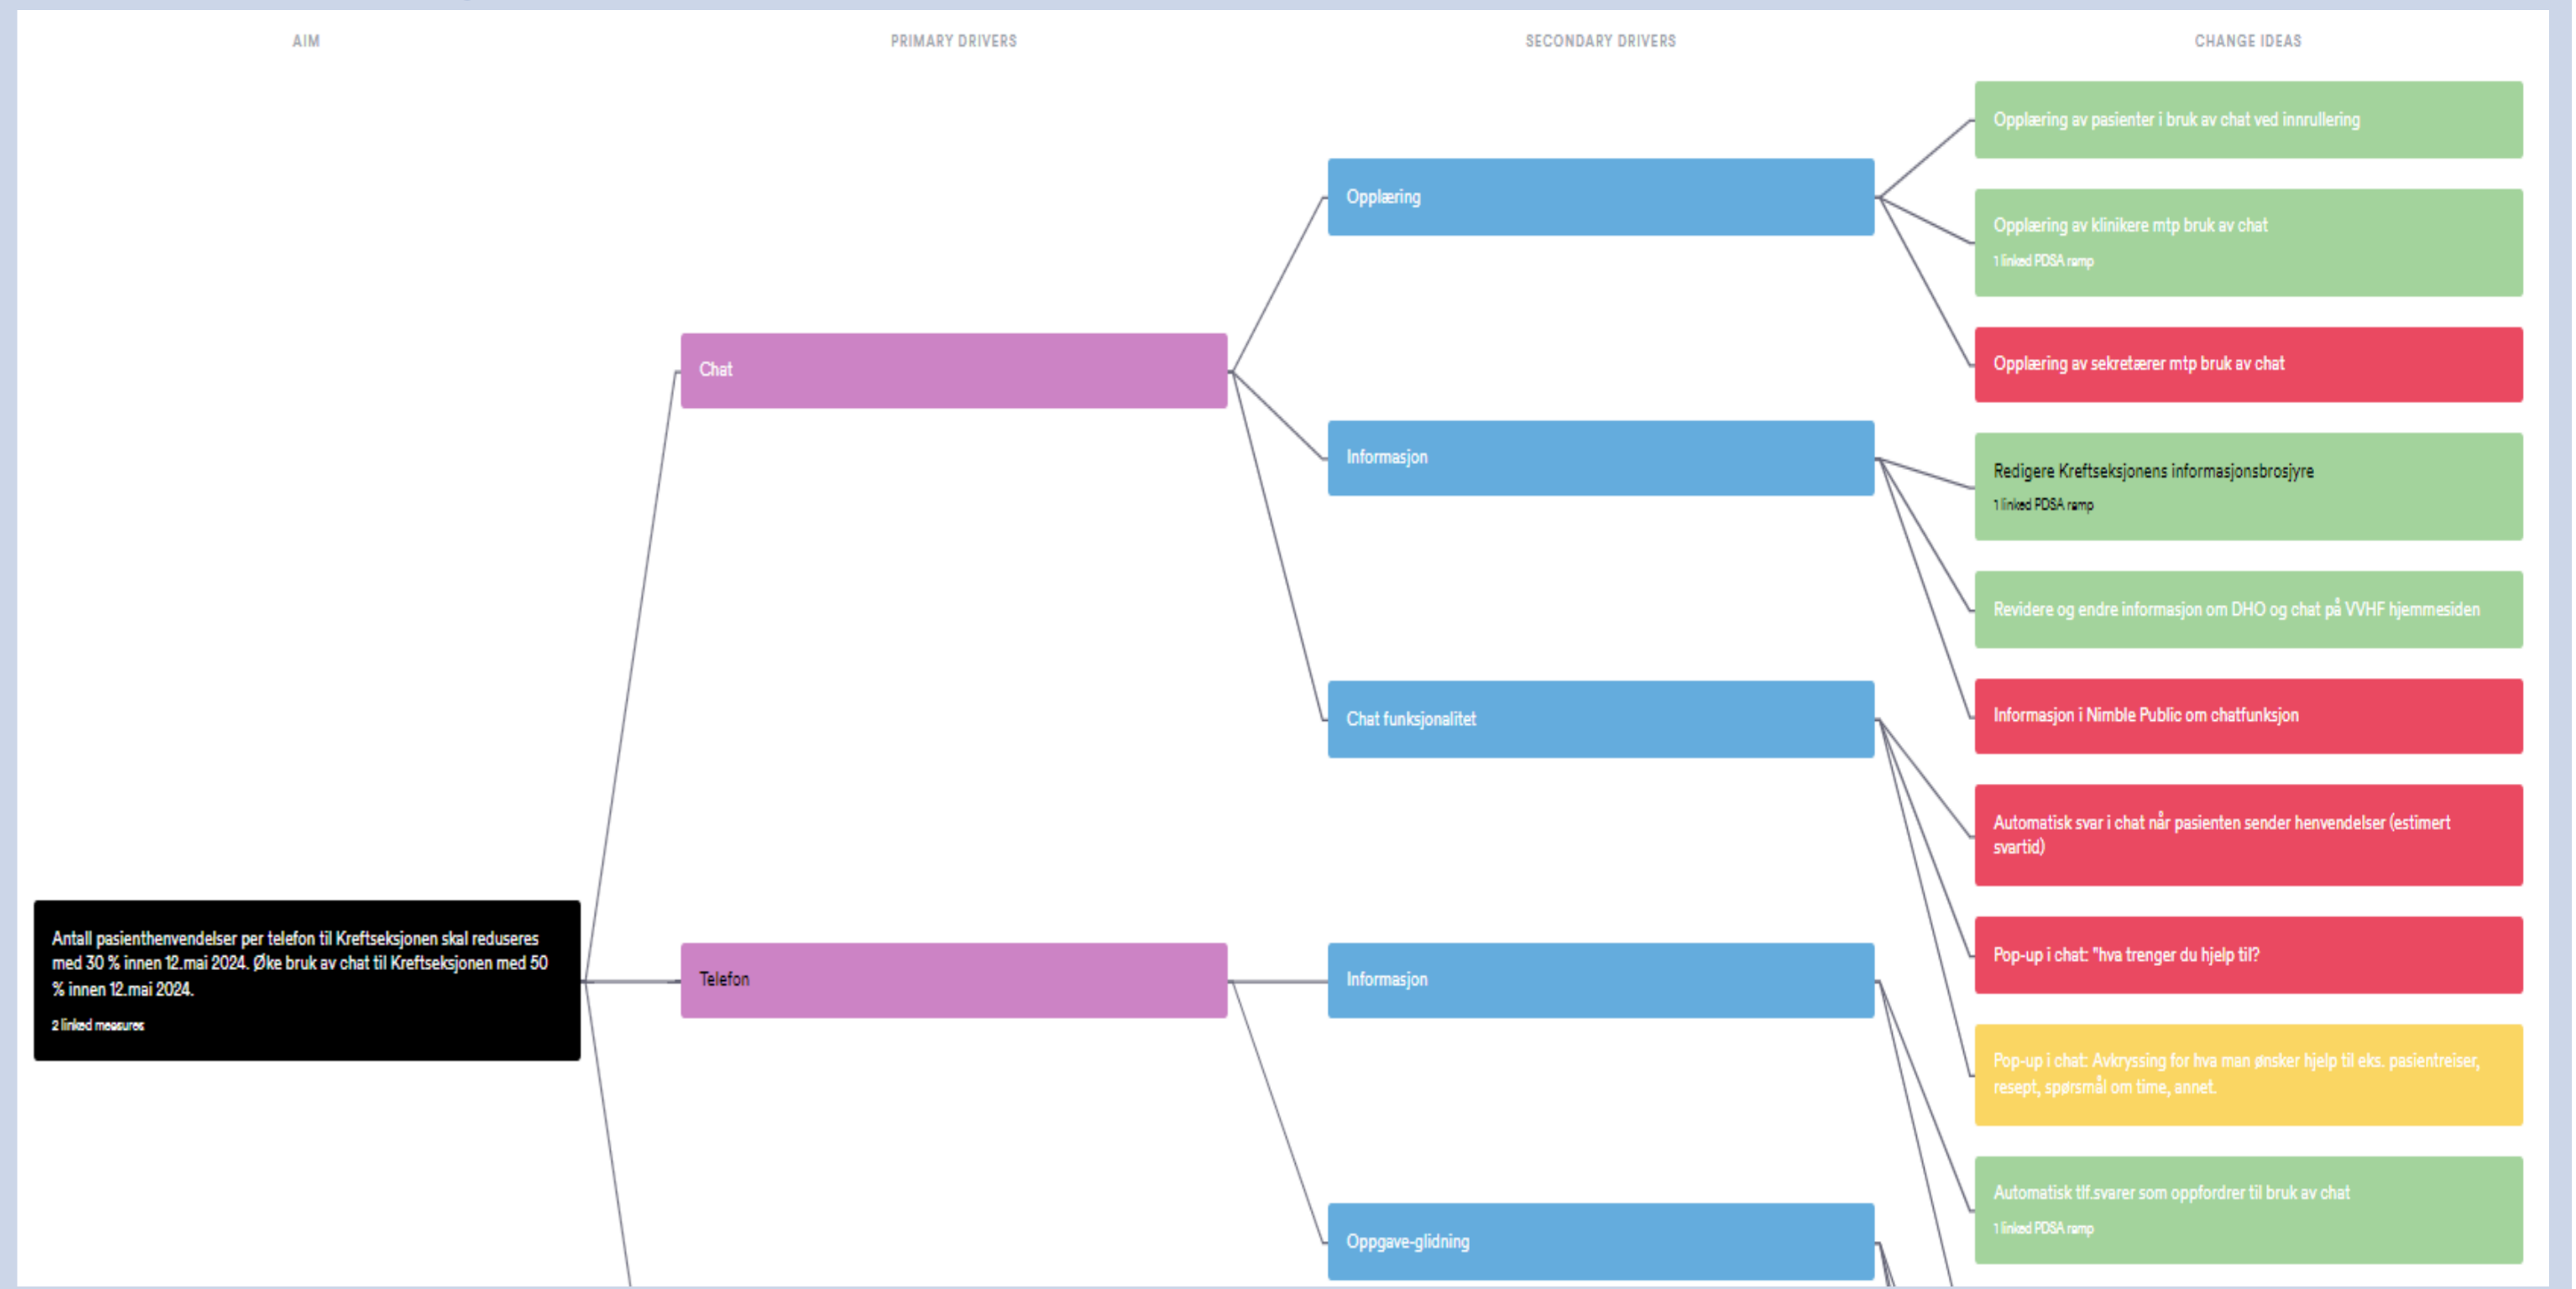 AIM
PRIMARY DRIVERS
SECONDARY DRIVERS
CHANGE IDEAS
Antall pasienthenvendelser per telefon til Kreftseksjonen skal reduseres
med 30 % innen 12.mai 2024. Øke bruk av chat til Kreftseksjonen med 50
% innen 12.mai 2024.
2 linked measures
Chat
Telefon
Opplæring
Informasjon
Chat funksjonalitet
Informasjon
Oppgave-glidning
Opplæring av pasienter i bruk av chat ved innrullering
Opplæring av klinikere mtp bruk av chat
1 linked PDSA ramp
Opplæring av sekretærer mtp bruk av chat
Redigere Kreftseksjonens informasjonsbrosjyre
1 linked PDSA ramp
Revidere og endre informasjon om DHO og chat på VVHF hjemmesiden
Informasjon i Nimble Public om chatfunksjon
Automatisk svar i chat når pasienten sender henvendelser (estimert
svartid)
Pop-up i chat: "hva trenger du hjelp til?
Pop-up i chat: Avkryssing for hva man ønsker hjelp til eks. pasientreiser,
resept, spørsmål om time, annet.
Automatisk tlf.svarer som oppfordrer til bruk av chat
1 linked PDSA ramp